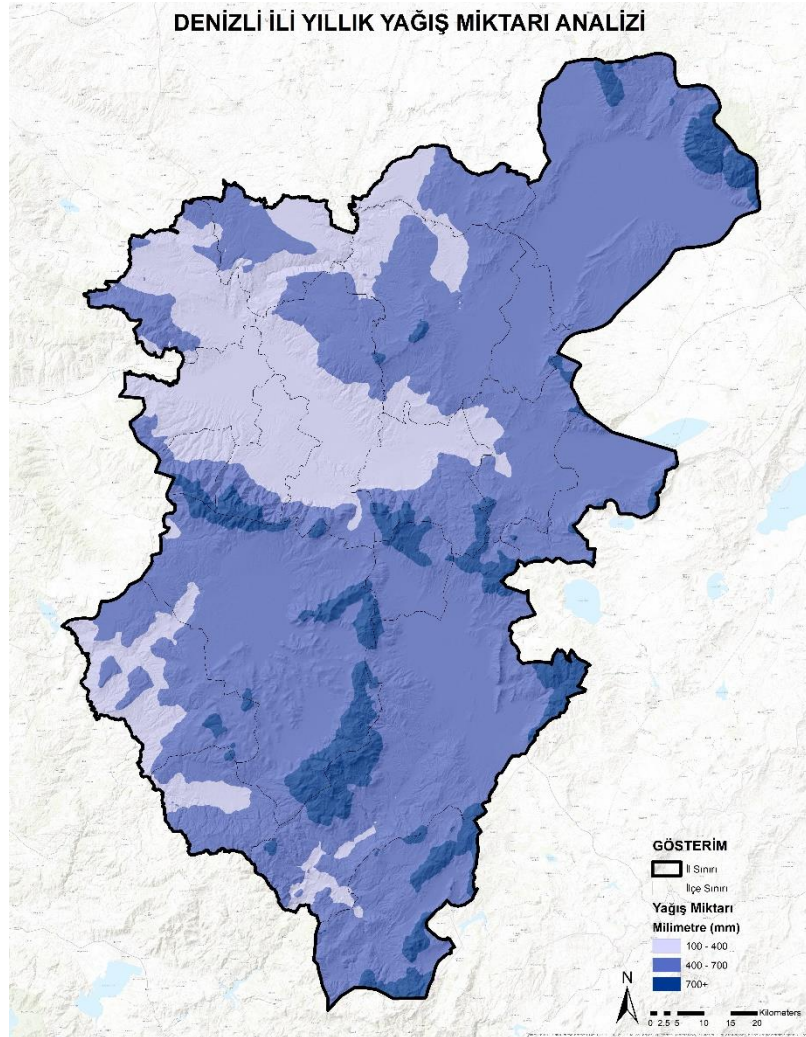 DENİZLİ İLİ YILLIK YAĞIŞ MİKTARI ANALİZİ
GÖSTERİM
İl Sınırı
İlçe Sınırı
Yağış Miktarı
Milimetre (mm)
100 - 400
400 - 700
700+
N
Kilometers
0 2.5 5 10 15 20